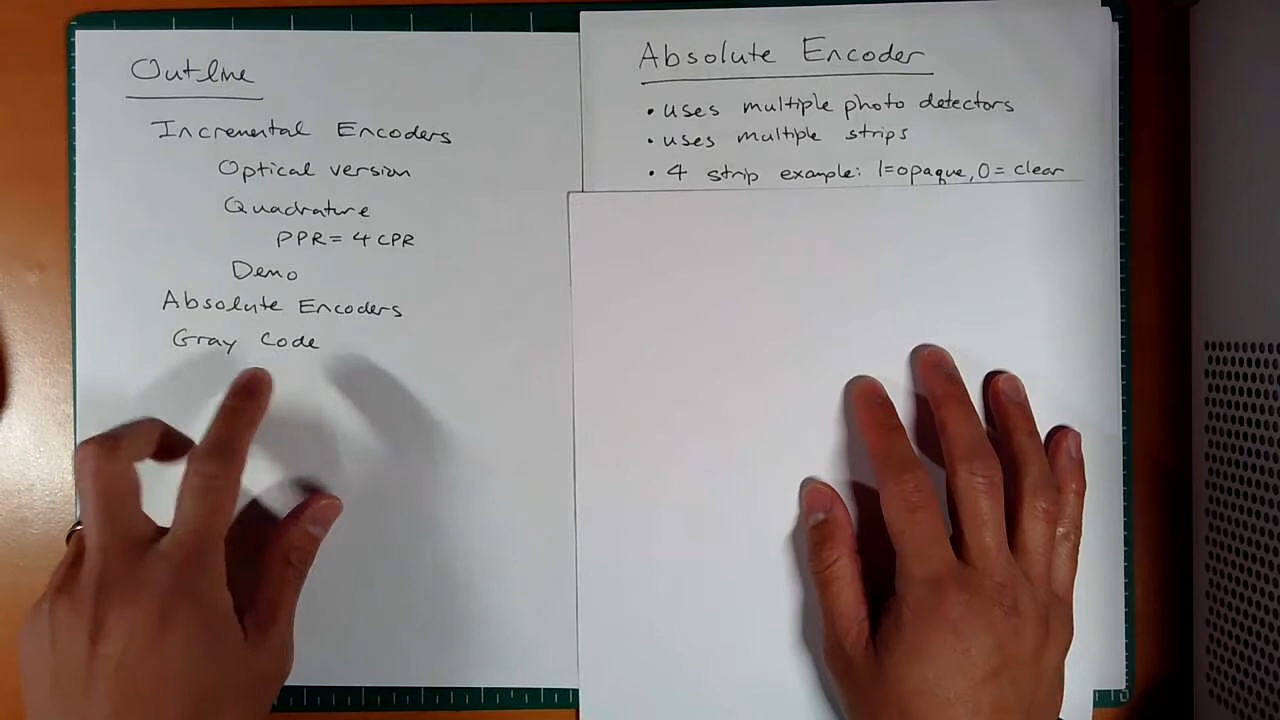 Outline
Incremental Encoders
Optical version
Quadrature
PPR = 4 CPR
Demo
Absolute Encoders
Gray Code
Absolute Encoder
• uses multiple photo detectors
• uses multiple strips
• 4 strip example: 1=opaque, 0= clear